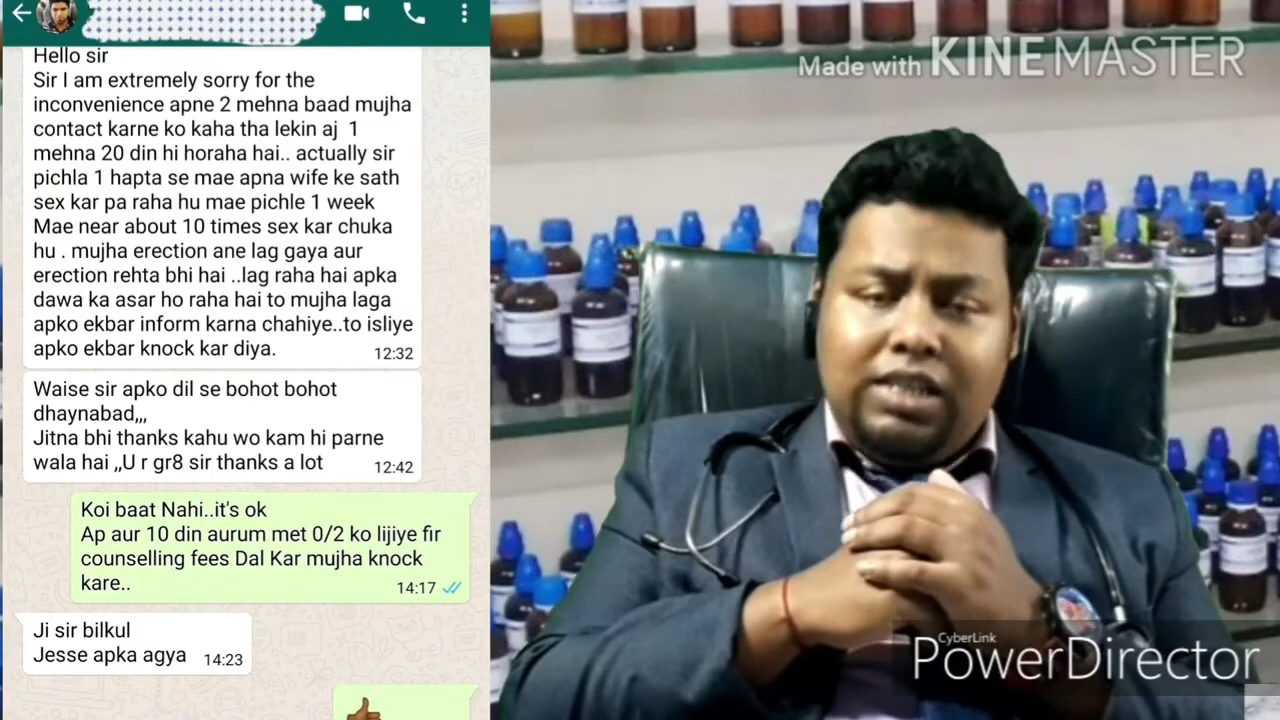 Hello sir
Sir I am extremely sorry for the
inconvenience apne 2 mehna baad mujha
contact karne ko kaha tha lekin aj 1
mehna 20 din hi horaha hai.. actually sir
pichla 1 hapta se mae apna wife ke sath
sex kar pa raha hu mae pichle 1 week
Mae near about 10 times sex kar chuka
hu . mujha erection ane lag gaya aur
erection rehta bhi hai ..lag raha hai apka
dawa ka asar ho raha hai to mujha laga
apko ekbar inform karna chahiye..to isliye
apko ekbar knock kar diya.
12:32
Waise sir apko dil se bohot bohot
dhaynabad,,,
Jitna bhi thanks kahu wo kam hi parne
wala hai ,,U r gr8 sir thanks a lot
12:42
Koi baat Nahi..it's ok
Ap aur 10 din aurum met 0/2 ko lijiye fir
counselling fees Dal Kar mujha knock
kare..
14:17
Ji sir bilkul
Jesse apka agya
14:23
Made with KINEMASTER
CyberLink
PowerDirector